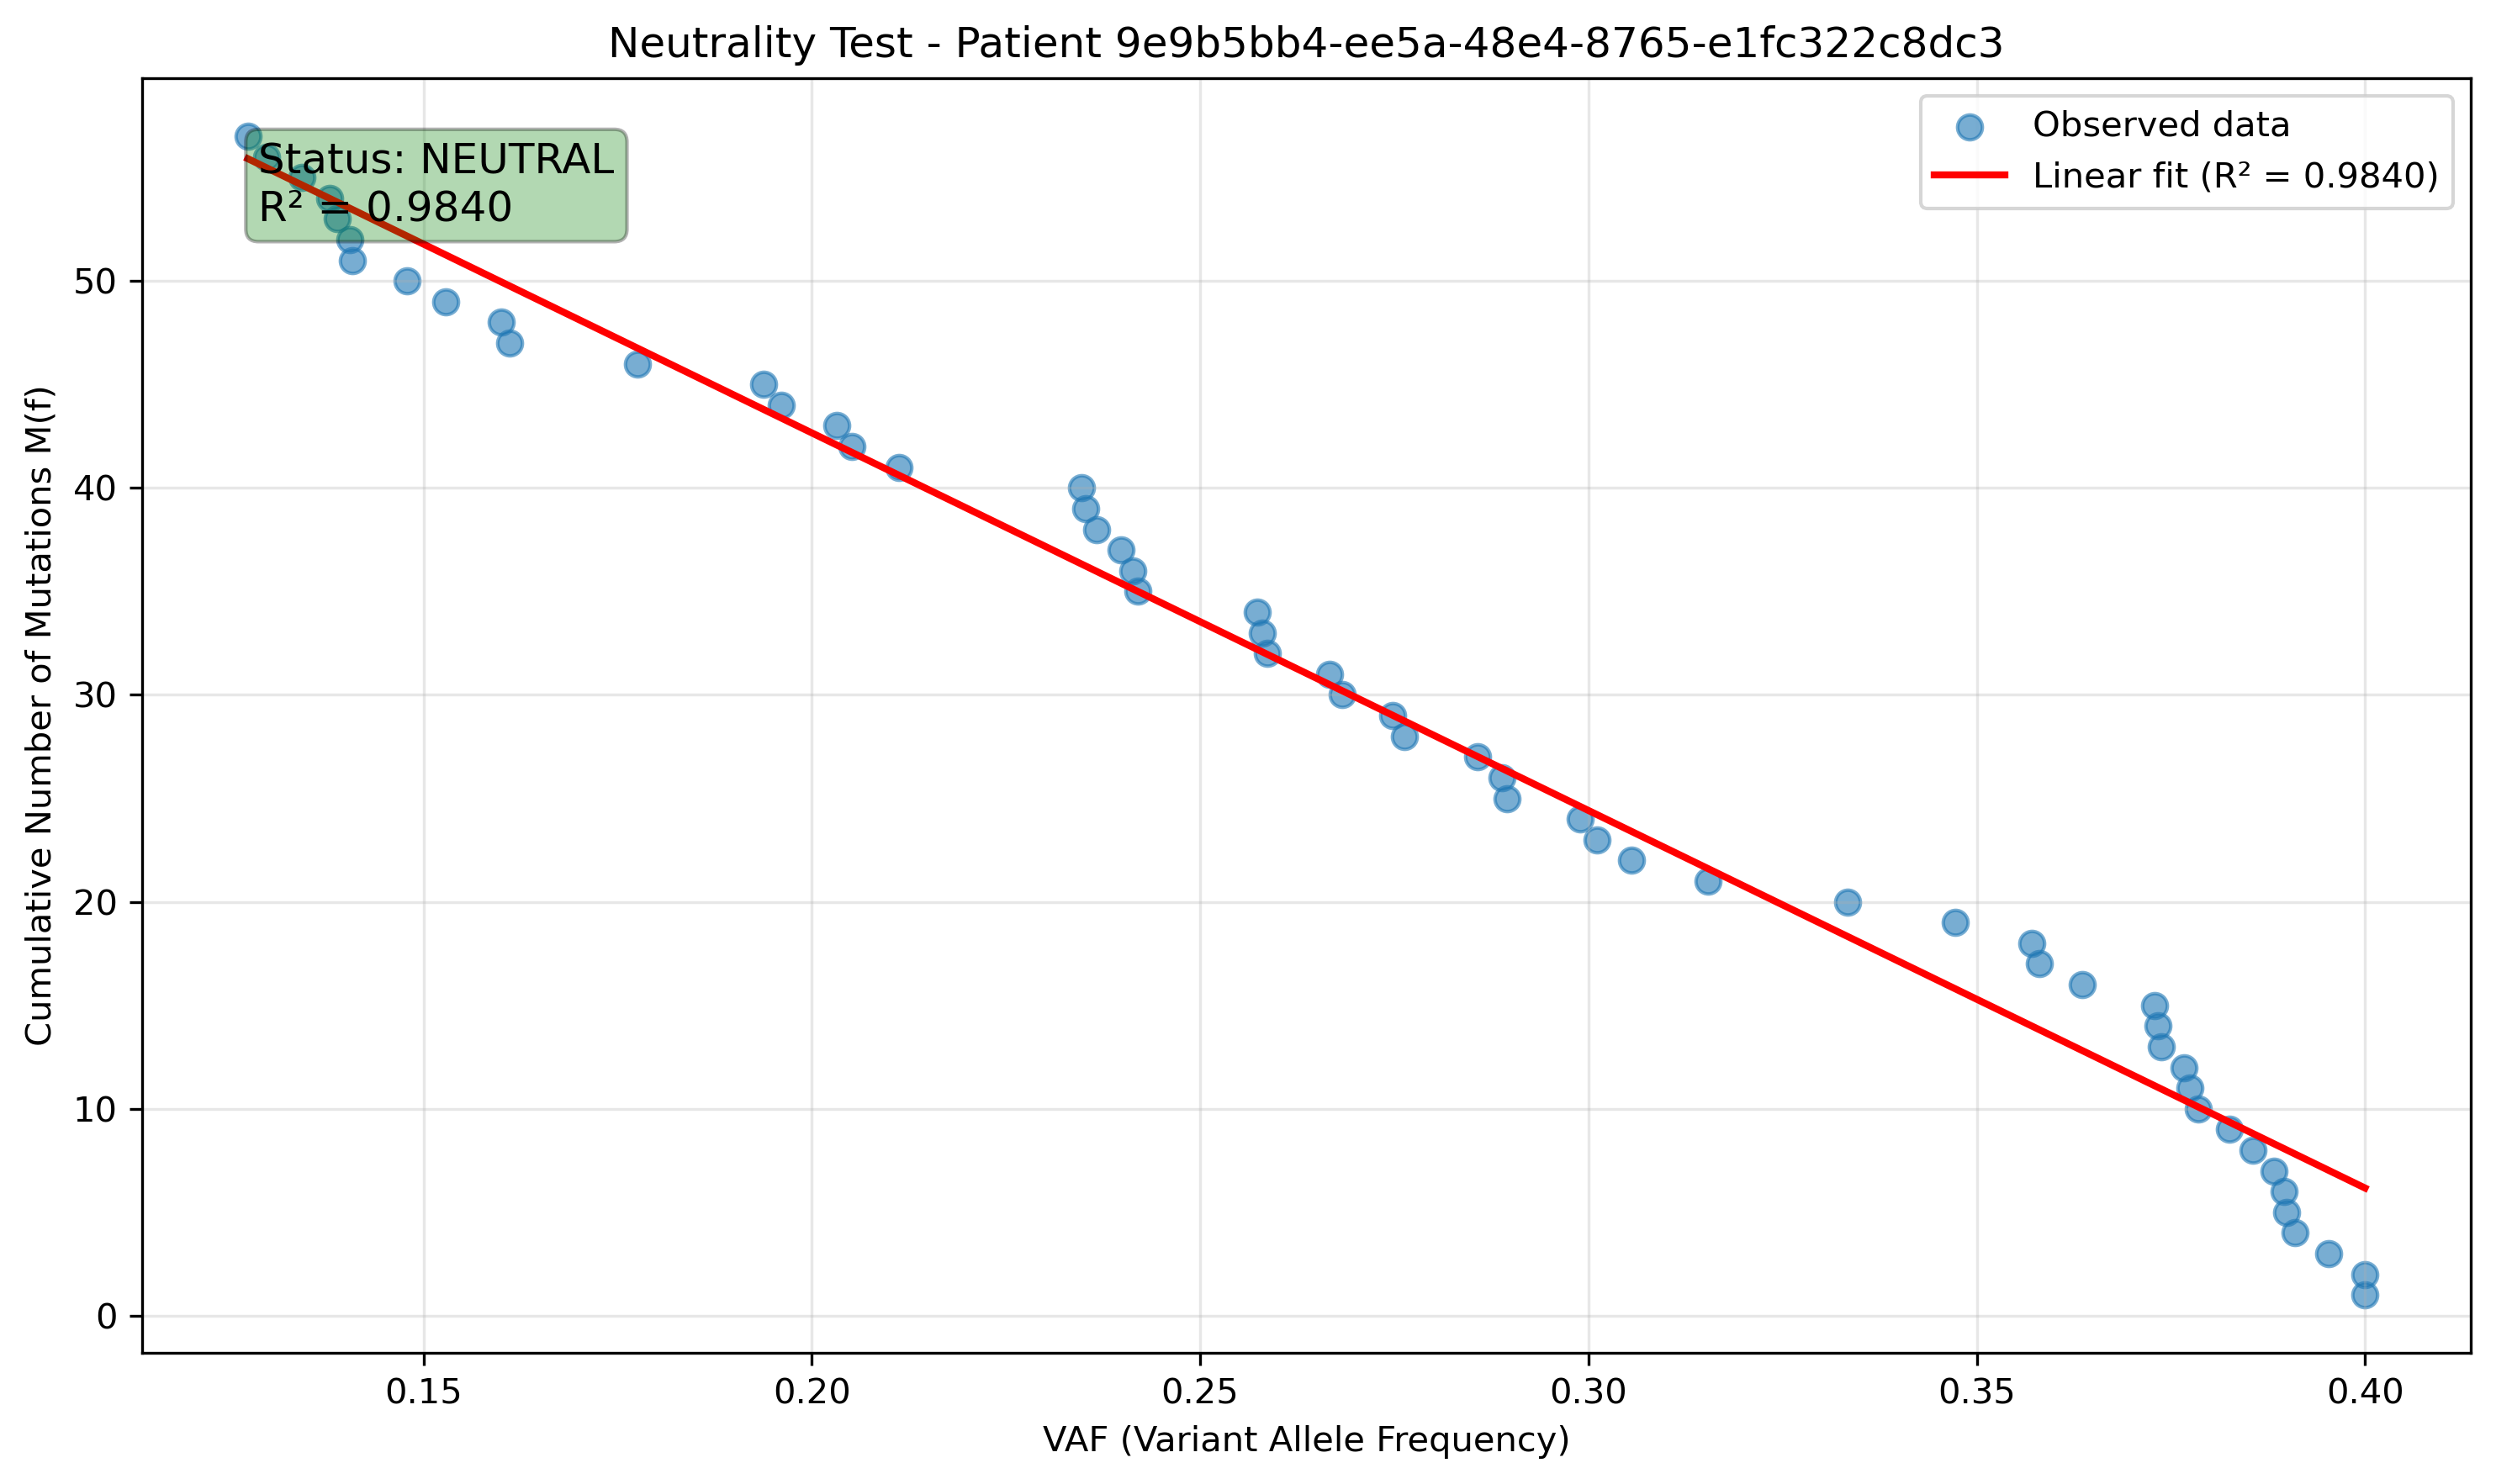 Neutrality Test - Patient 9e9b5bb4-ee5a-48e4-8765-e1fc322c8dc3
Status: NEUTRAL
R² = 0.9840
Observed data
Linear fit (R² = 0.9840)
Cumulative Number of Mutations M(f)
50
40
30
20
10
0
0.15
0.20
0.25
0.30
0.35
0.40
VAF (Variant Allele Frequency)